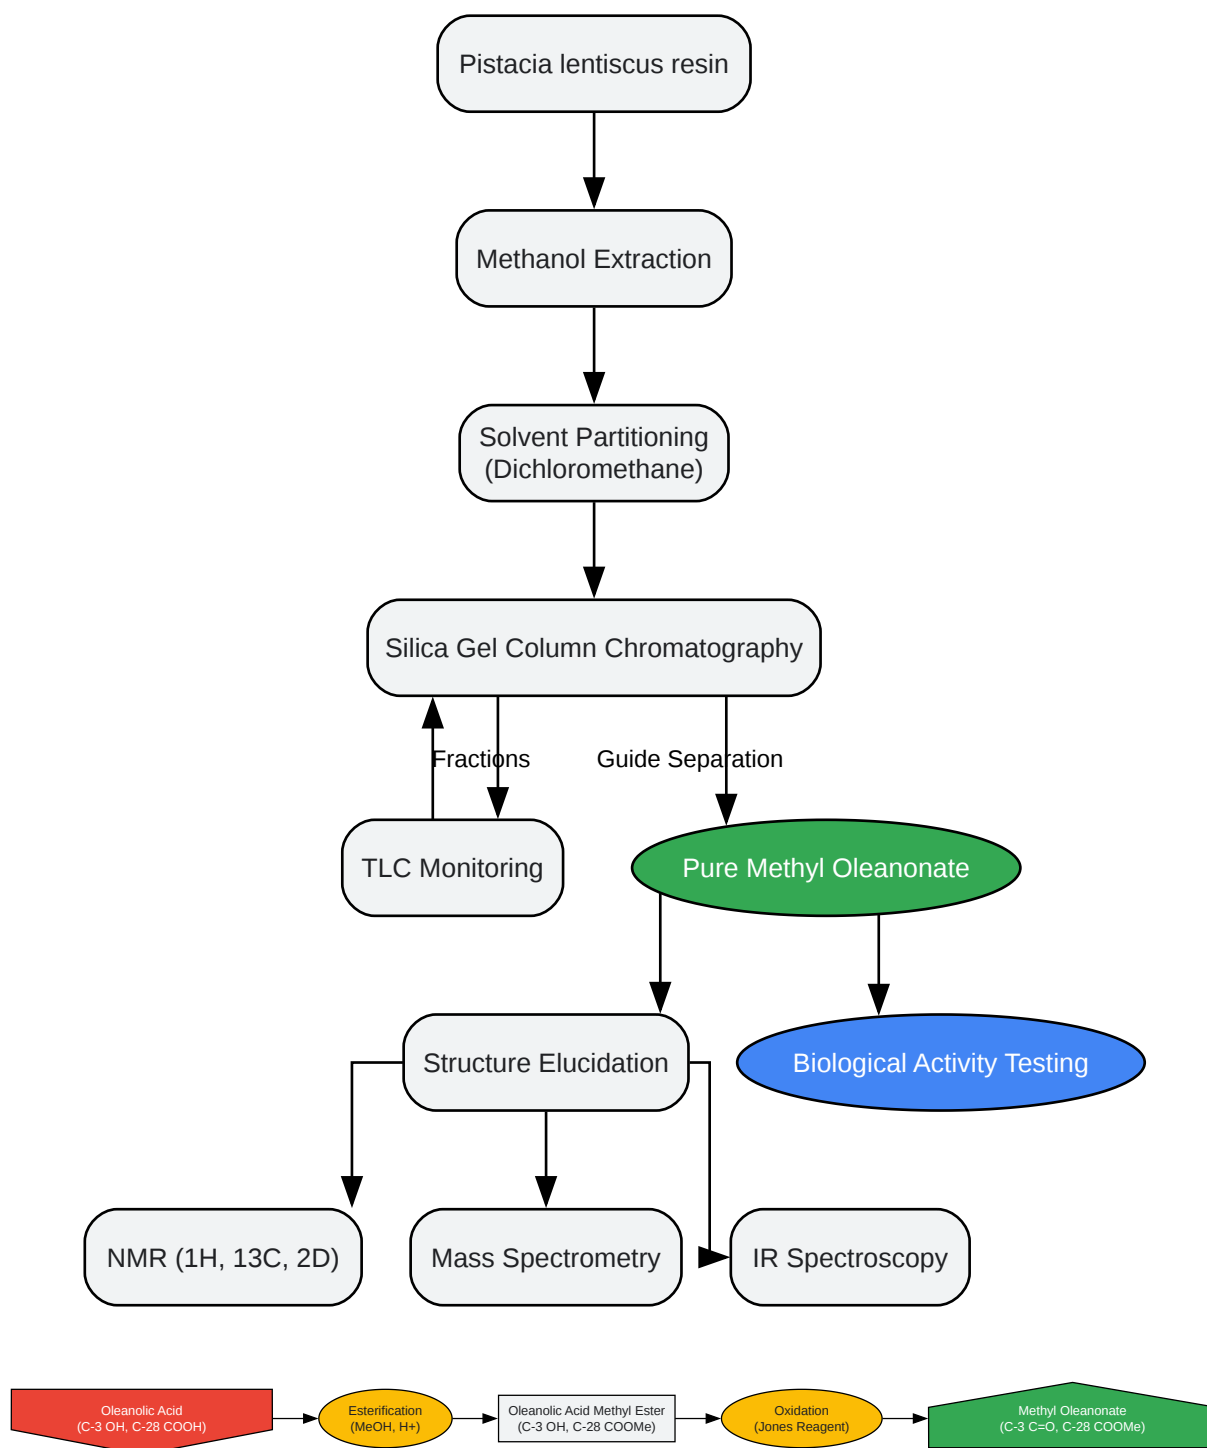 Pistacia lentiscus resin
Methanol Extraction
Solvent Partitioning
(Dichloromethane)
Silica Gel Column Chromatography
Fractions
Guide Separation
TLC Monitoring
Pure Methyl Oleanonate
Structure Elucidation
Biological Activity Testing
NMR (1H, 13C, 2D)
Mass Spectrometry
IR Spectroscopy
Oleanolic Acid
(C-3 OH, C-28 COOH)
Esterification
(MeOH, H+)
Oleanolic Acid Methyl Ester
(C-3 OH, C-28 COOMe)
Oxidation
(Jones Reagent)
Methyl Oleanonate
(C-3 C=O, C-28 COOMe)